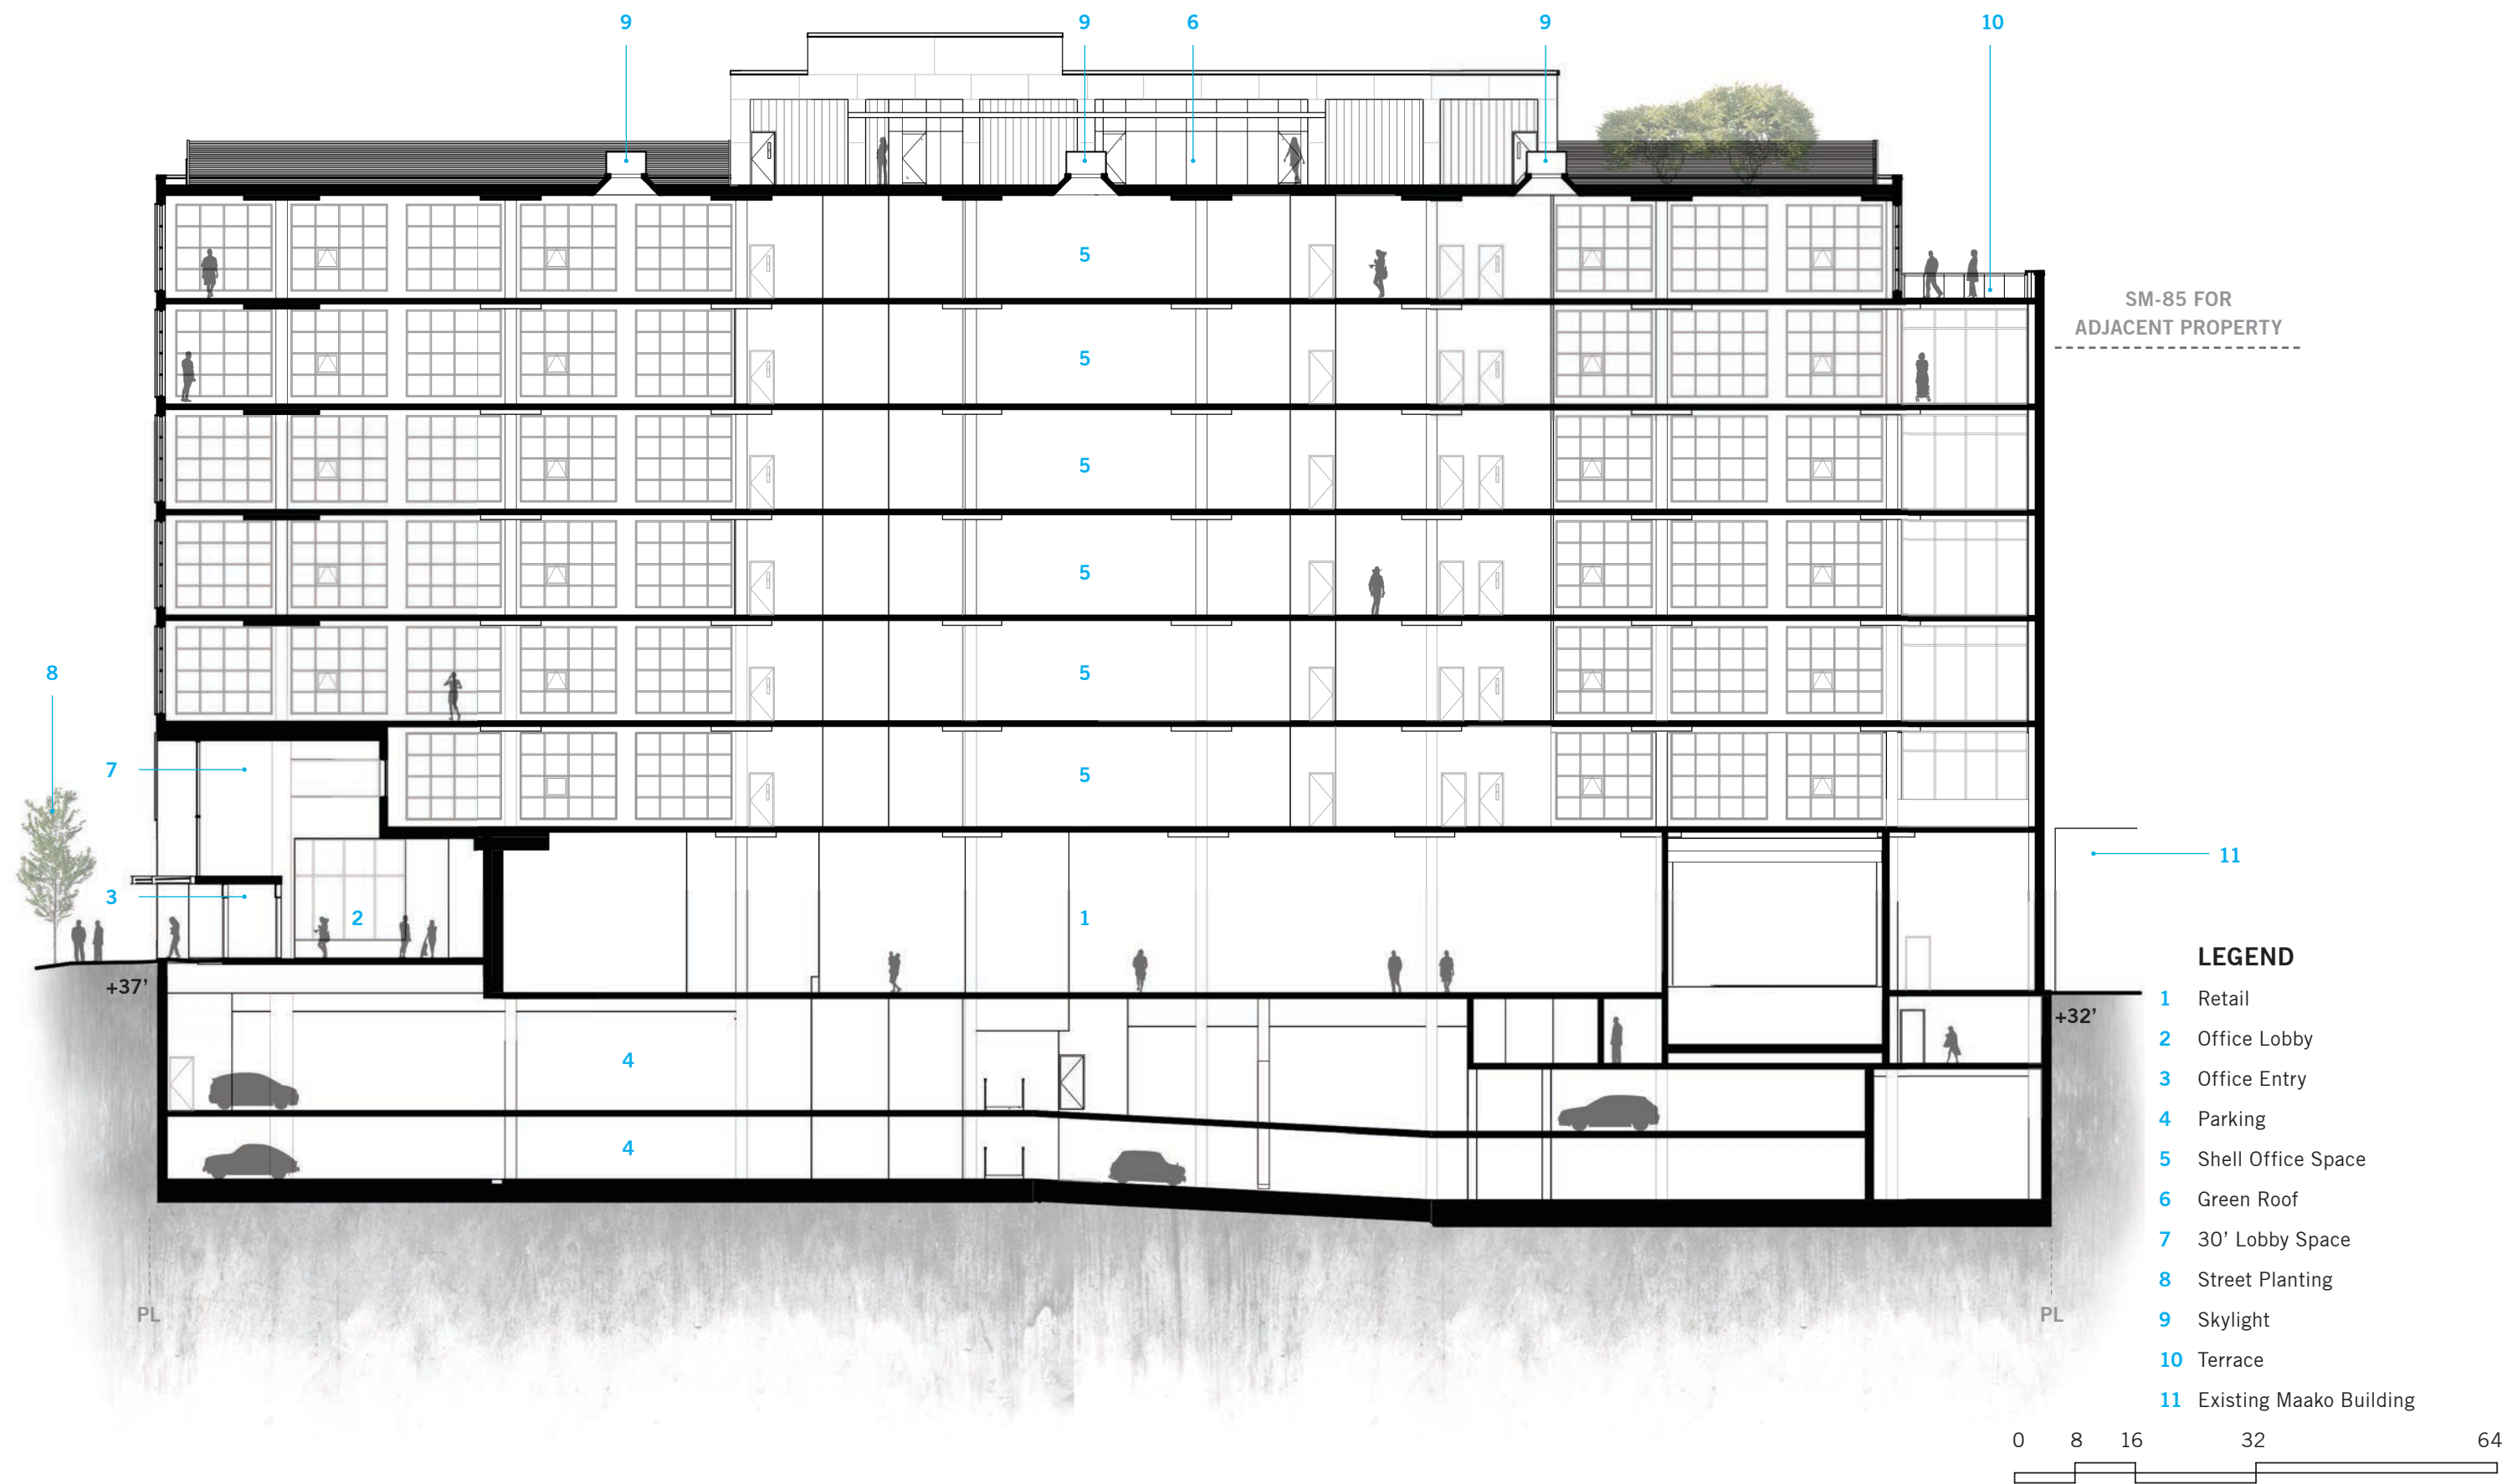 9 9 6 9 10
5
SM-85 FOR
ADJACENT PROPERTY
5
5
5
8
5
7
5
11
3
2
1
+37’
+32’
4
4
PL
PL
LEGEND
1 Retail
2 Office Lobby
3 Office Entry
4 Parking
5 Shell Office Space
6 Green Roof
7 30’ Lobby Space
8 Street Planting
9 Skylight
10 Terrace
11 Existing Maako Building
0 8 16 32 64